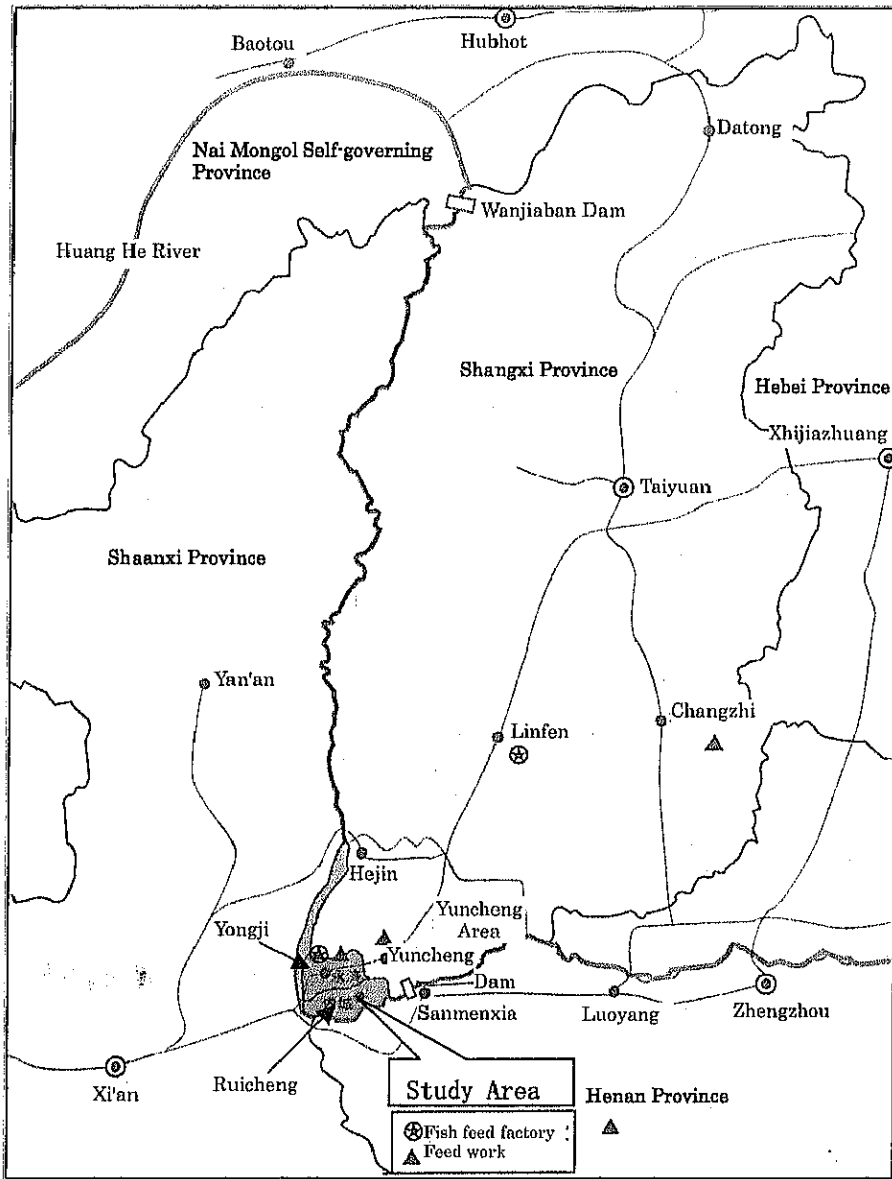 Hubhot
Baotou
Datong
Nai Mongol Self-governing
Province
Wanjiaban Dam
Huang He River
Shangxi Province
Hebei Province
Xhijiazhuang
Taiyuan
Shaanxi Province
Yan'an
Changzhi
Linfen
Hejin
Yuncheng
Area
Yongji
Yuncheng
Dam
Sanmenxia
Luoyang
Zhengzhou
Ruicheng
Xi'an
Study Area
Henan Province
Fish feed factory
Feed work